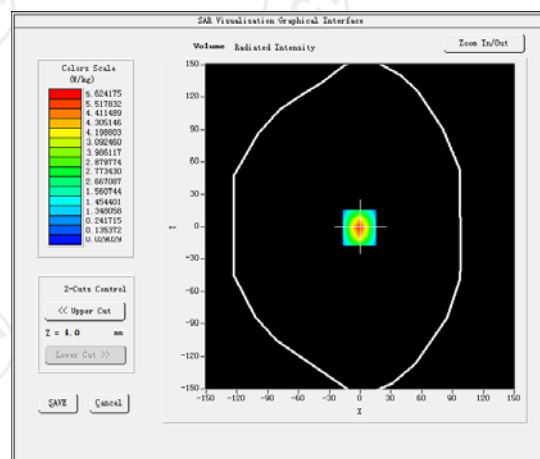 SAR Visualisation Graphical Interface
Volume Radiated Intensity
Zoom In/Out
Colors Scale
(W/kg)
5.624175
5.517832
4.411489
4.305146
4.198803
3.092460
3.986117
2.879774
2.773430
2.667087
1.560744
1.454401
1.348058
0.241715
0.135372
0.029029
Z-Cuts Control
<< Upper Cut
Z = 4.0 mm
Lower Cut >>
SAVE
Cancel
150
120
90
60
30
0
-30
-60
-90
-120
-150
Y
-150 -120 -90 -60 -30 0 30 60 90 120 150
X